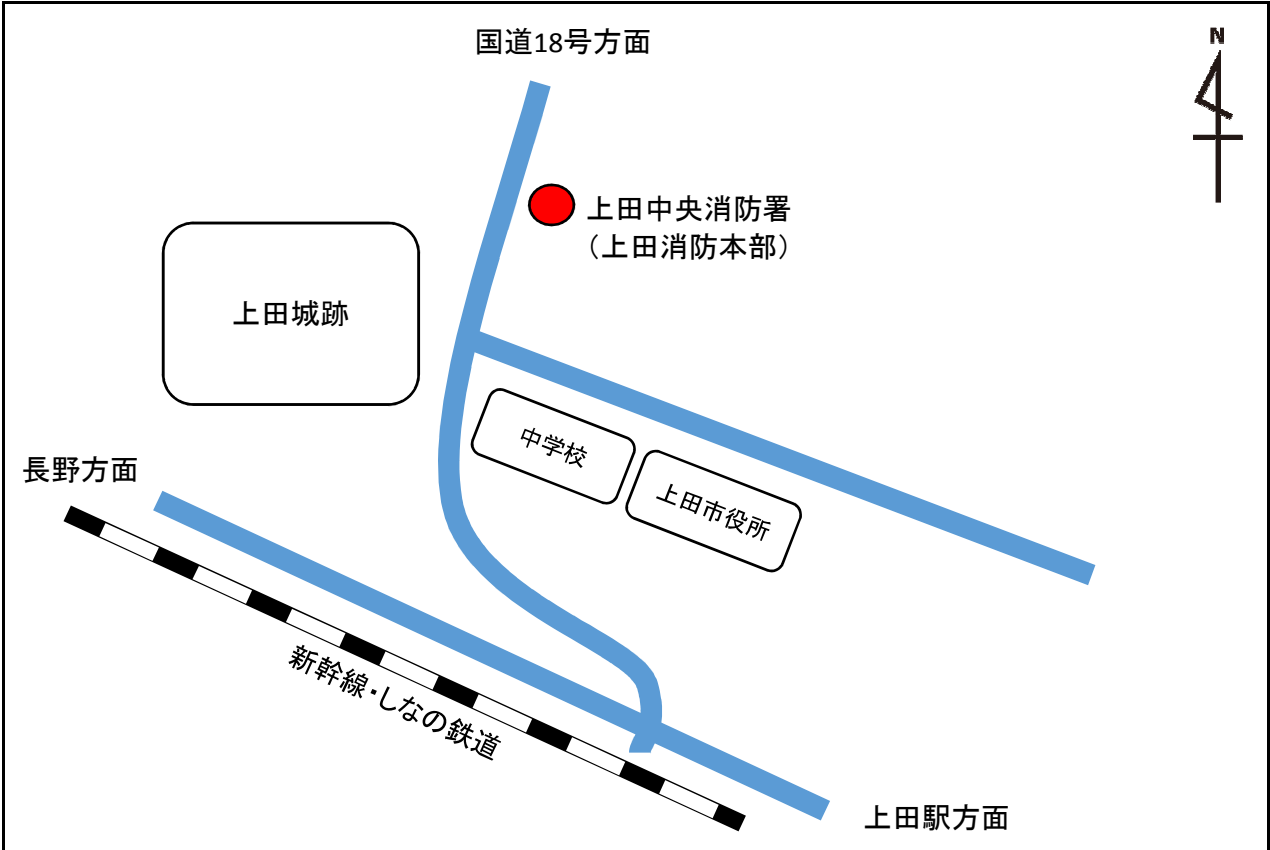 国道18号方面
N
上田中央消防署
（上田消防本部）
上田城跡
中学校
上田市役所
長野方面
新幹線・しなの鉄道
上田駅方面